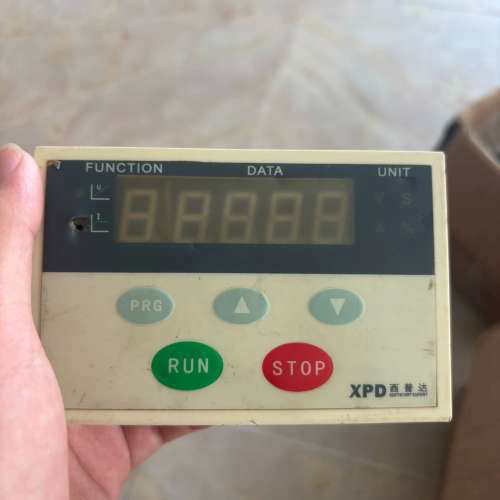 FUNCTION DATA UNIT
U
I
PRG
RUN STOP
XPD 西普达